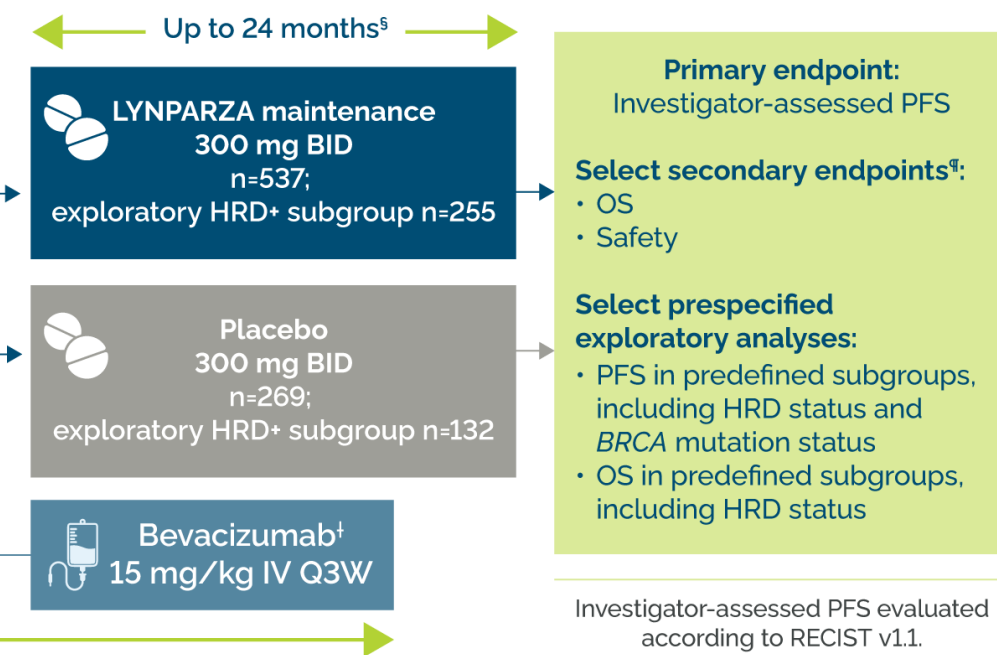 Up to 24 months§
LYNPARZA maintenance
300 mg BID
n=537;
exploratory HRD+ subgroup n=255
Placebo
300 mg BID
n=269;
exploratory HRD+ subgroup n=132
Bevacizumab†
15 mg/kg IV Q3W
Primary endpoint:
Investigator-assessed PFS
Select secondary endpoints¶:
• OS
• Safety
Select prespecified
exploratory analyses:
• PFS in predefined subgroups,
including HRD status and
BRCA mutation status
• OS in predefined subgroups,
including HRD status
Investigator-assessed PFS evaluated
according to RECIST v1.1.